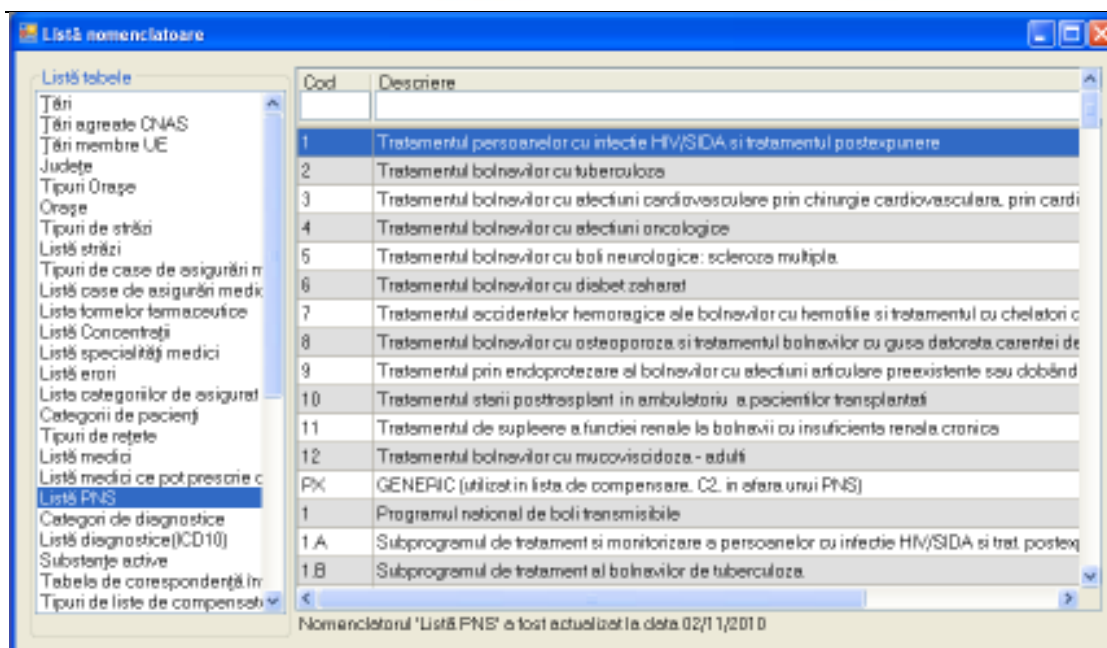 Listă nomenclatoare
Listă tabele
Țări
Țări agreate CNAS
Țări membre UE
Județe
Tipuri Orașe
Orașe
Tipuri de străzi
Listă străzi
Tipuri de case de asigurări m
Listă case de asigurări medic
Lista formelor farmaceutice
Listă Concentrații
Listă specialități medici
Listă erori
Lista categoriilor de asigurat
Categorii de pacienți
Tipuri de rețete
Listă medici
Listă medici ce pot prescrie c
Listă PNS
Categori de diagnostice
Listă diagnostice(ICD10)
Substanțe active
Tabela de corespondență în
Tipuri de liste de compensati
Cod Descriere
1 Tratamentul persoanelor cu infectie HIV/SIDA si tratamentul postexpunere
2 Tratamentul bolnavilor cu tuberculoza
3 Tratamentul bolnavilor cu afectiuni cardiovasculare prin chirurgie cardiovasculara, prin cardi
4 Tratamentul bolnavilor cu afectiuni oncologice
5 Tratamentul bolnavilor cu boli neurologice: scleroza multipla
6 Tratamentul bolnavilor cu diabet zaharat
7 Tratamentul accidentelor hemoragice ale bolnavilor cu hemofilie si tratamentul cu chelatori c
8 Tratamentul bolnavilor cu osteoporoza si tratamentul bolnavilor cu gusa datorata carentei de
9 Tratamentul prin endoprotezare al bolnavilor cu afectiuni articulare preexistente sau dobând
10 Tratamentul starii posttrasplant in ambulatoriu a pacientilor transplantati
11 Tratamentul de supleere a functiei renale la bolnavii cu insuficienta renala cronica
12 Tratamentul bolnavilor cu mucoviscidoza - adulti
PX GENERIC (utilizat in lista de compensare, C2, in afara unui PNS)
1 Programul national de boli transmisibile
1.A Subprogramul de tratament si monitorizare a persoanelor cu infectie HIV/SIDA si trat. postexp
1.B Subprogramul de tratament al bolnavilor de tuberculoza
Nomenclatorul 'Listă PNS' a fost actualizat la data 02/11/2010